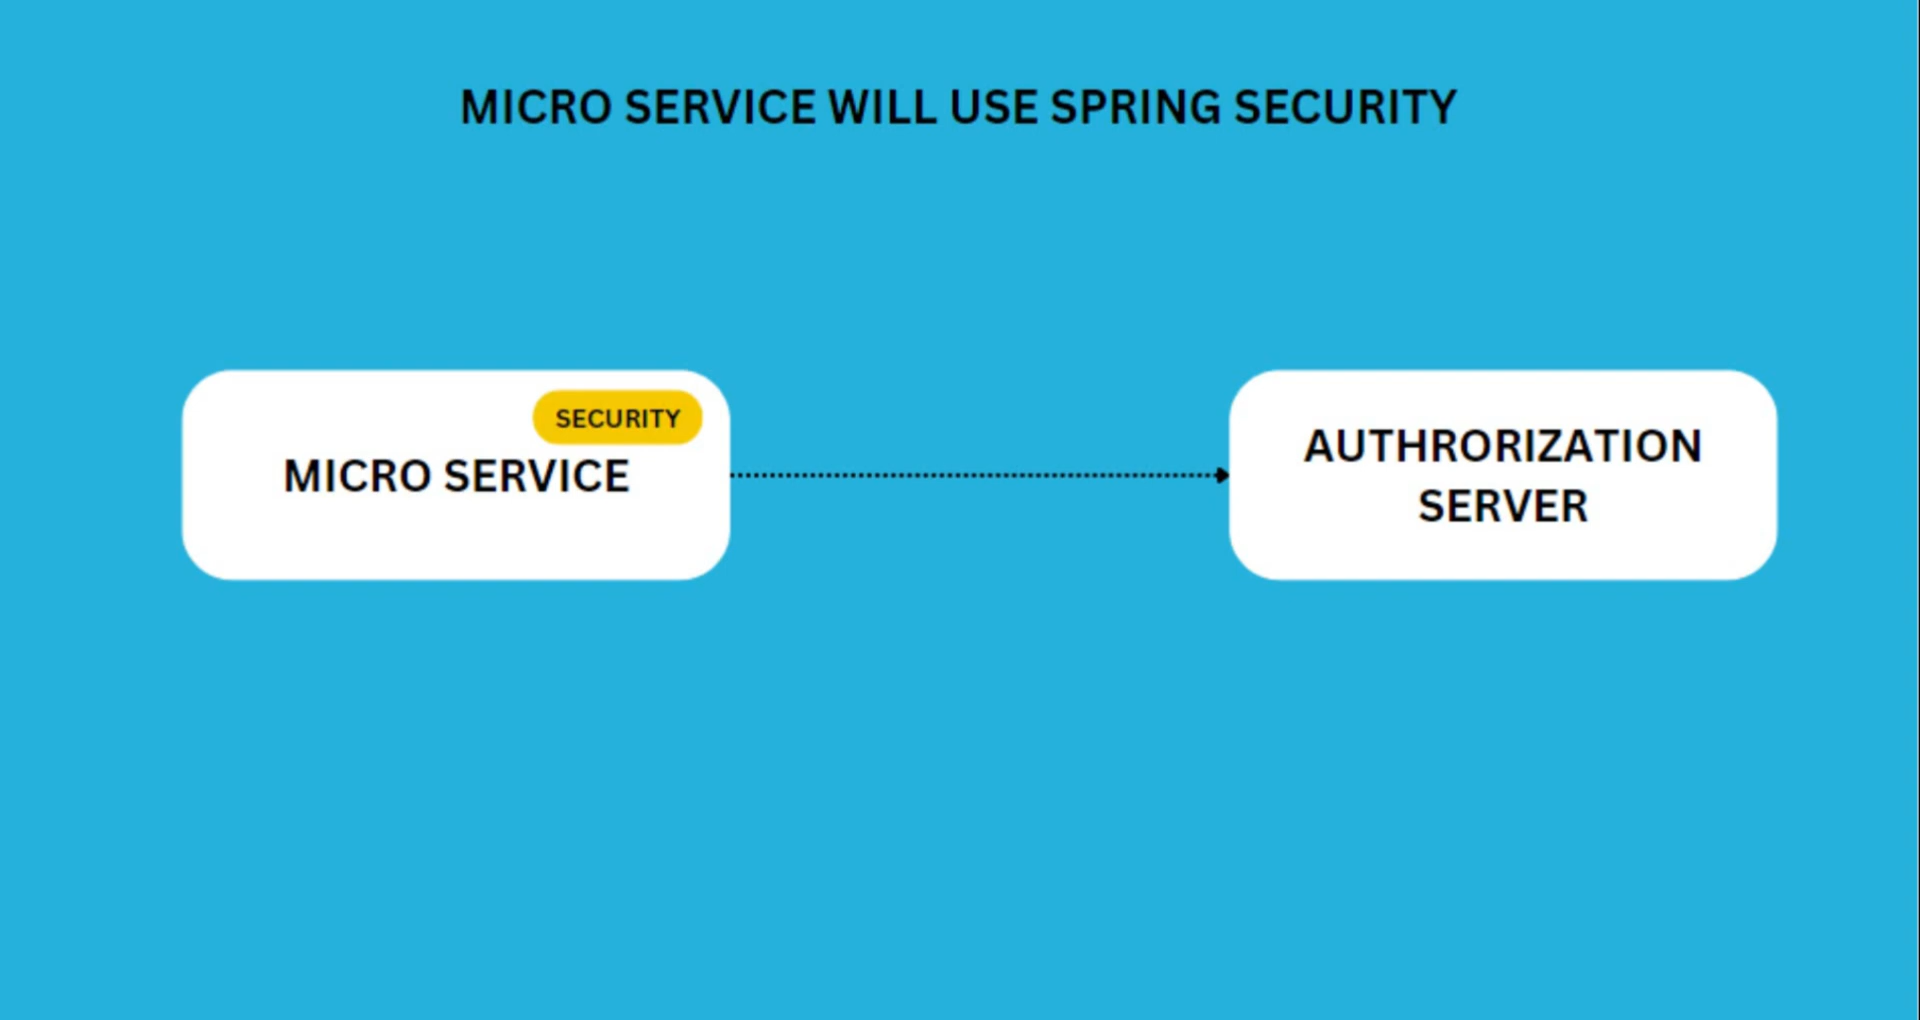 MICRO SERVICE WILL USE SPRING SECURITY
SECURITY
MICRO SERVICE
AUTHRORIZATION
SERVER